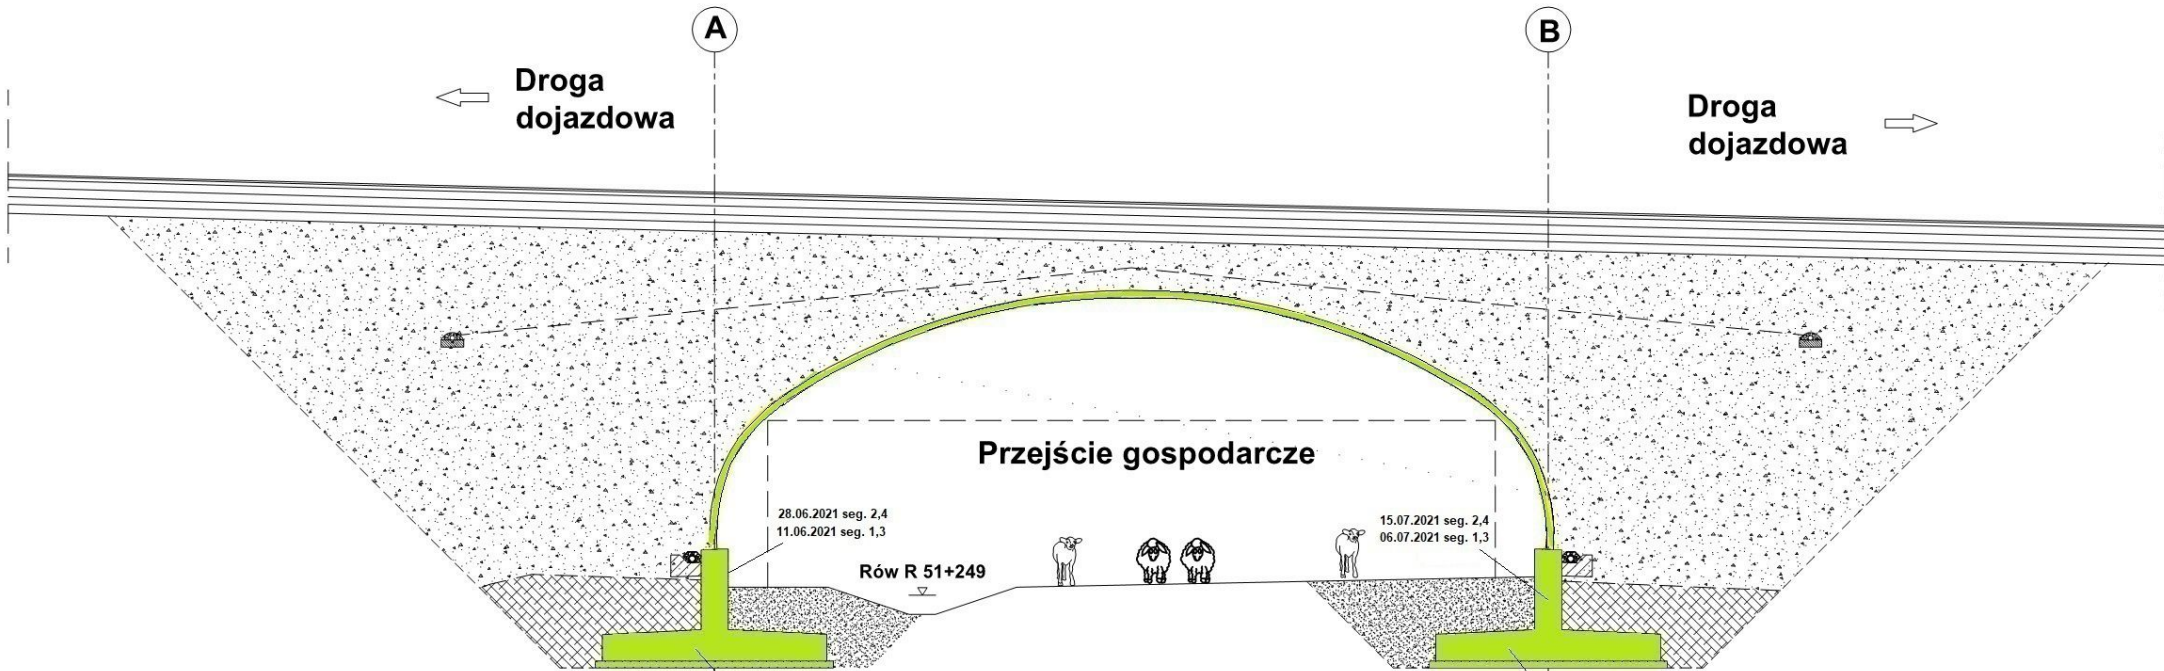 A
B
Droga
dojazdowa
Droga
dojazdowa
Przejście gospodarcze
28.06.2021 seg. 2,4
11.06.2021 seg. 1,3
15.07.2021 seg. 2,4
06.07.2021 seg. 1,3
Rów R 51+249